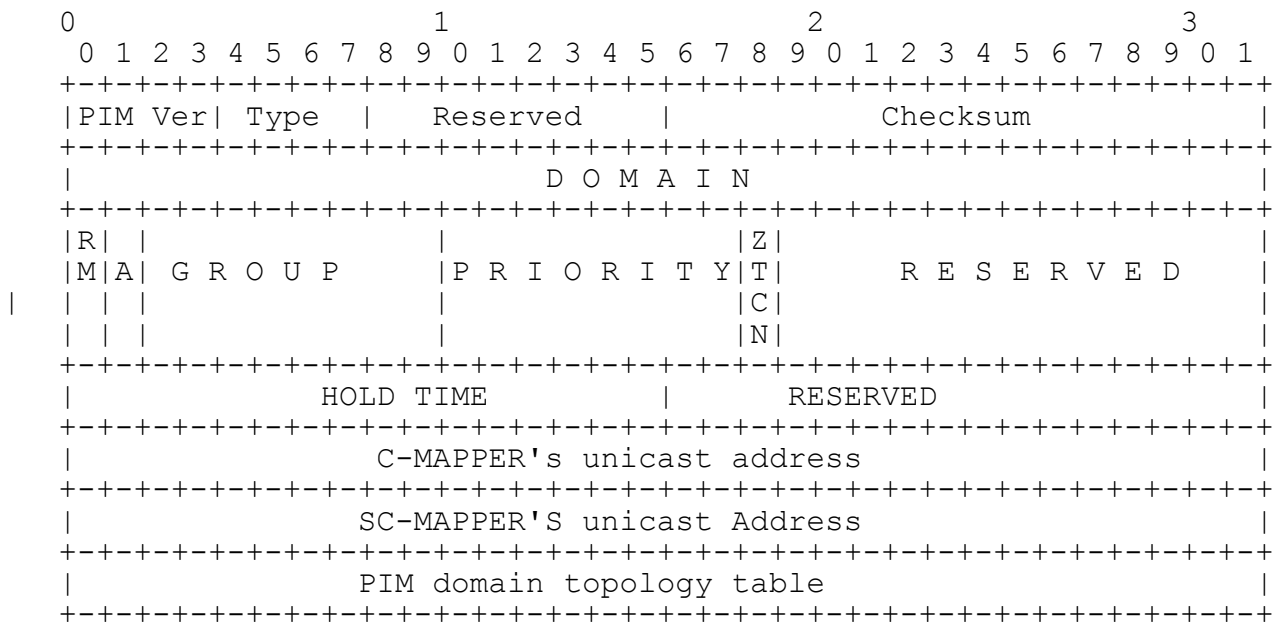 0                   1                   2                   3
 0 1 2 3 4 5 6 7 8 9 0 1 2 3 4 5 6 7 8 9 0 1 2 3 4 5 6 7 8 9 0 1
+-+-+-+-+-+-+-+-+-+-+-+-+-+-+-+-+-+-+-+-+-+-+-+-+-+-+-+-+-+-+-+-+
|PIM Ver| Type  |   Reserved    |           Checksum            |
+-+-+-+-+-+-+-+-+-+-+-+-+-+-+-+-+-+-+-+-+-+-+-+-+-+-+-+-+-+-+-+-+
|                         D O M A I N                           |
+-+-+-+-+-+-+-+-+-+-+-+-+-+-+-+-+-+-+-+-+-+-+-+-+-+-+-+-+-+-+-+-+
|R| |               |               |Z|                         |
|M|A| G R O U P     |P R I O R I T Y|T|      R E S E R V E D    |
| | | |               |               |C|                         |
| | |               |               |N|                         |
+-+-+-+-+-+-+-+-+-+-+-+-+-+-+-+-+-+-+-+-+-+-+-+-+-+-+-+-+-+-+-+-+
|             HOLD TIME         |      RESERVED                 |
+-+-+-+-+-+-+-+-+-+-+-+-+-+-+-+-+-+-+-+-+-+-+-+-+-+-+-+-+-+-+-+-+
|                C-MAPPER's unicast address                     |
+-+-+-+-+-+-+-+-+-+-+-+-+-+-+-+-+-+-+-+-+-+-+-+-+-+-+-+-+-+-+-+-+
|               SC-MAPPER'S unicast Address                     |
+-+-+-+-+-+-+-+-+-+-+-+-+-+-+-+-+-+-+-+-+-+-+-+-+-+-+-+-+-+-+-+-+
|               PIM domain topology table                       |
+-+-+-+-+-+-+-+-+-+-+-+-+-+-+-+-+-+-+-+-+-+-+-+-+-+-+-+-+-+-+-+-+